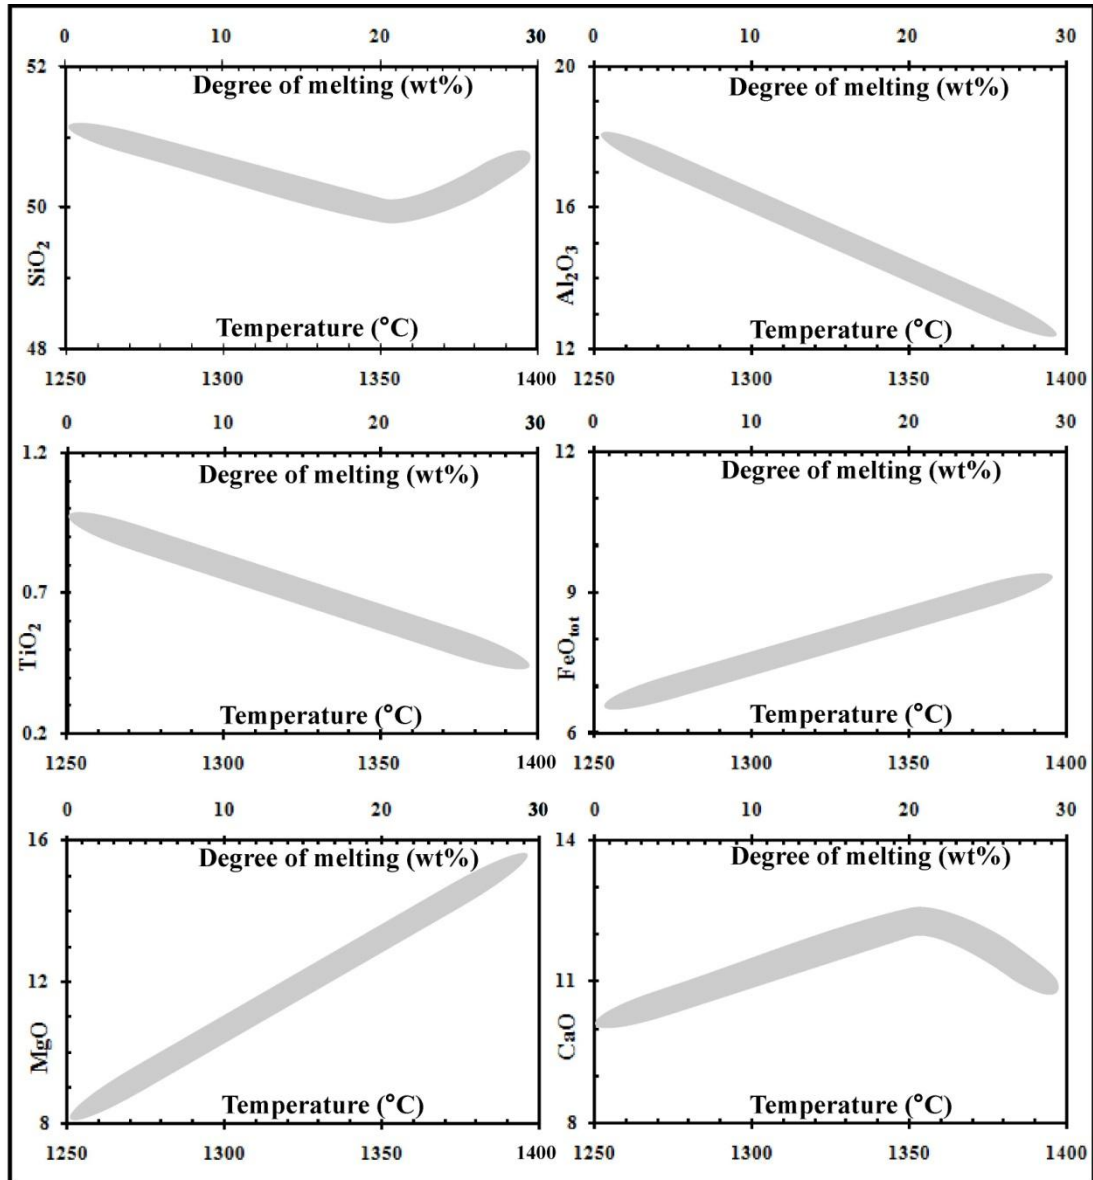 0 10 20 30
52
Degree of melting (wt%)
50
SiO₂
Temperature (°C)
48
1250 1300 1350 1400
0 10 20 30
20
Degree of melting (wt%)
16
Al₂O₃
Temperature (°C)
12
1250 1300 1350 1400
0 10 20 30
1.2
Degree of melting (wt%)
0.7
TiO₂
Temperature (°C)
0.2
1250 1300 1350 1400
0 10 20 30
12
Degree of melting (wt%)
9
FeOₜₒₜ
Temperature (°C)
6
1250 1300 1350 1400
0 10 20 30
16
Degree of melting (wt%)
12
MgO
Temperature (°C)
8
1250 1300 1350 1400
0 10 20 30
14
Degree of melting (wt%)
11
CaO
Temperature (°C)
8
1250 1300 1350 1400